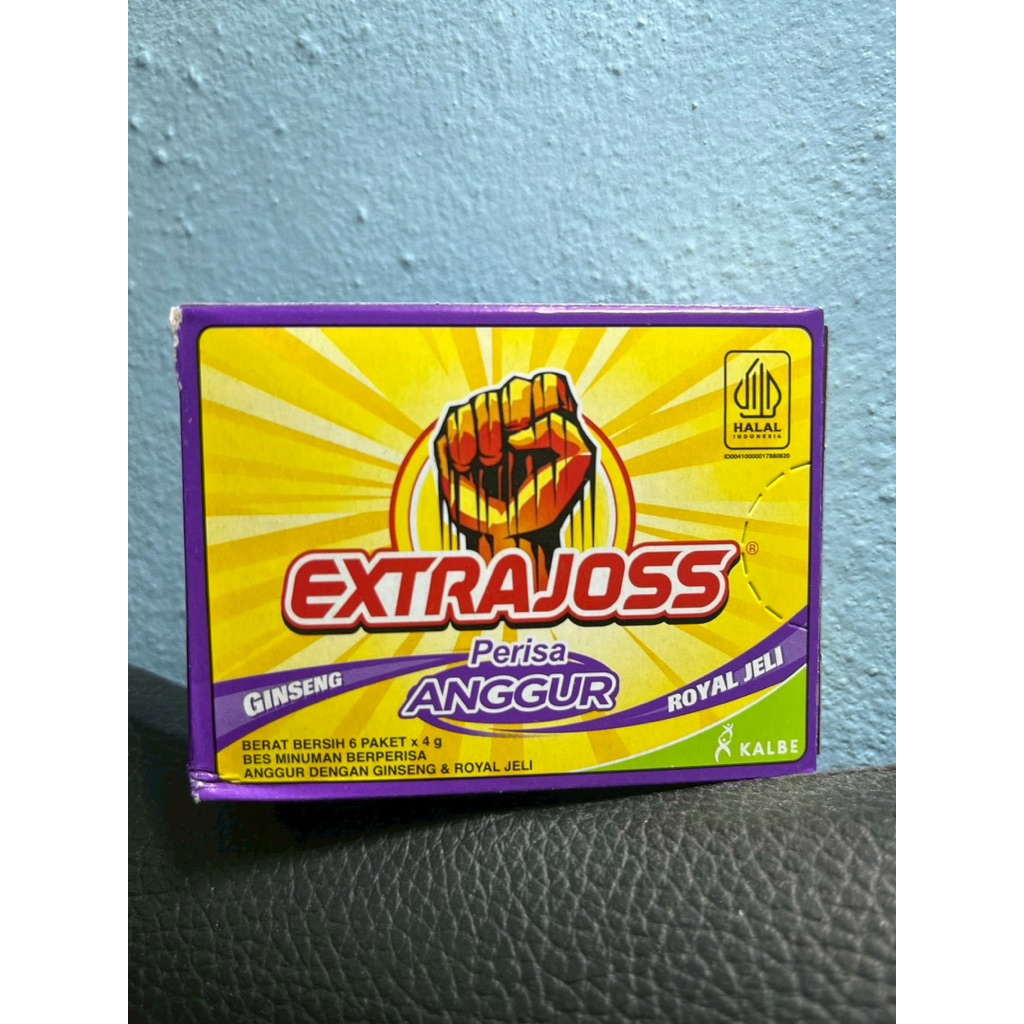 HALAL
INDONESIA
ID00410000017880820
EXTRAJOSS®
Perisa
ANGGUR
GINSENG
ROYAL JELI
KALBE
BERAT BERSIH 6 PAKET x 4 g
BES MINUMAN BERPERISA
ANGGUR DENGAN GINSENG & ROYAL JELI